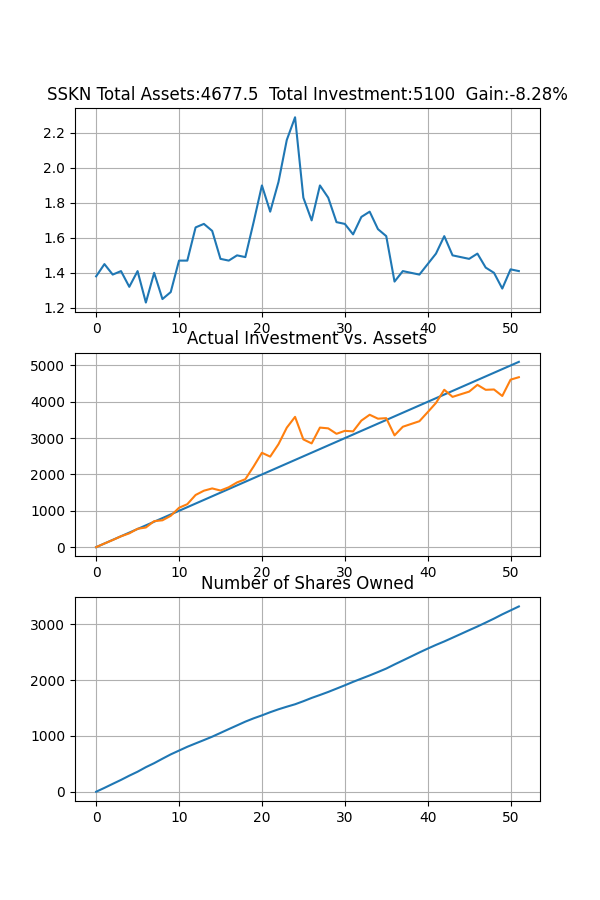 SSKN Total Assets:4677.5  Total Investment:5100  Gain:-8.28%
2.2
2.0
1.8
1.6
1.4
1.2
0 10 20 30 40 50
Actual Investment vs. Assets
5000
4000
3000
2000
1000
0
0 10 20 30 40 50
Number of Shares Owned
3000
2000
1000
0
0 10 20 30 40 50